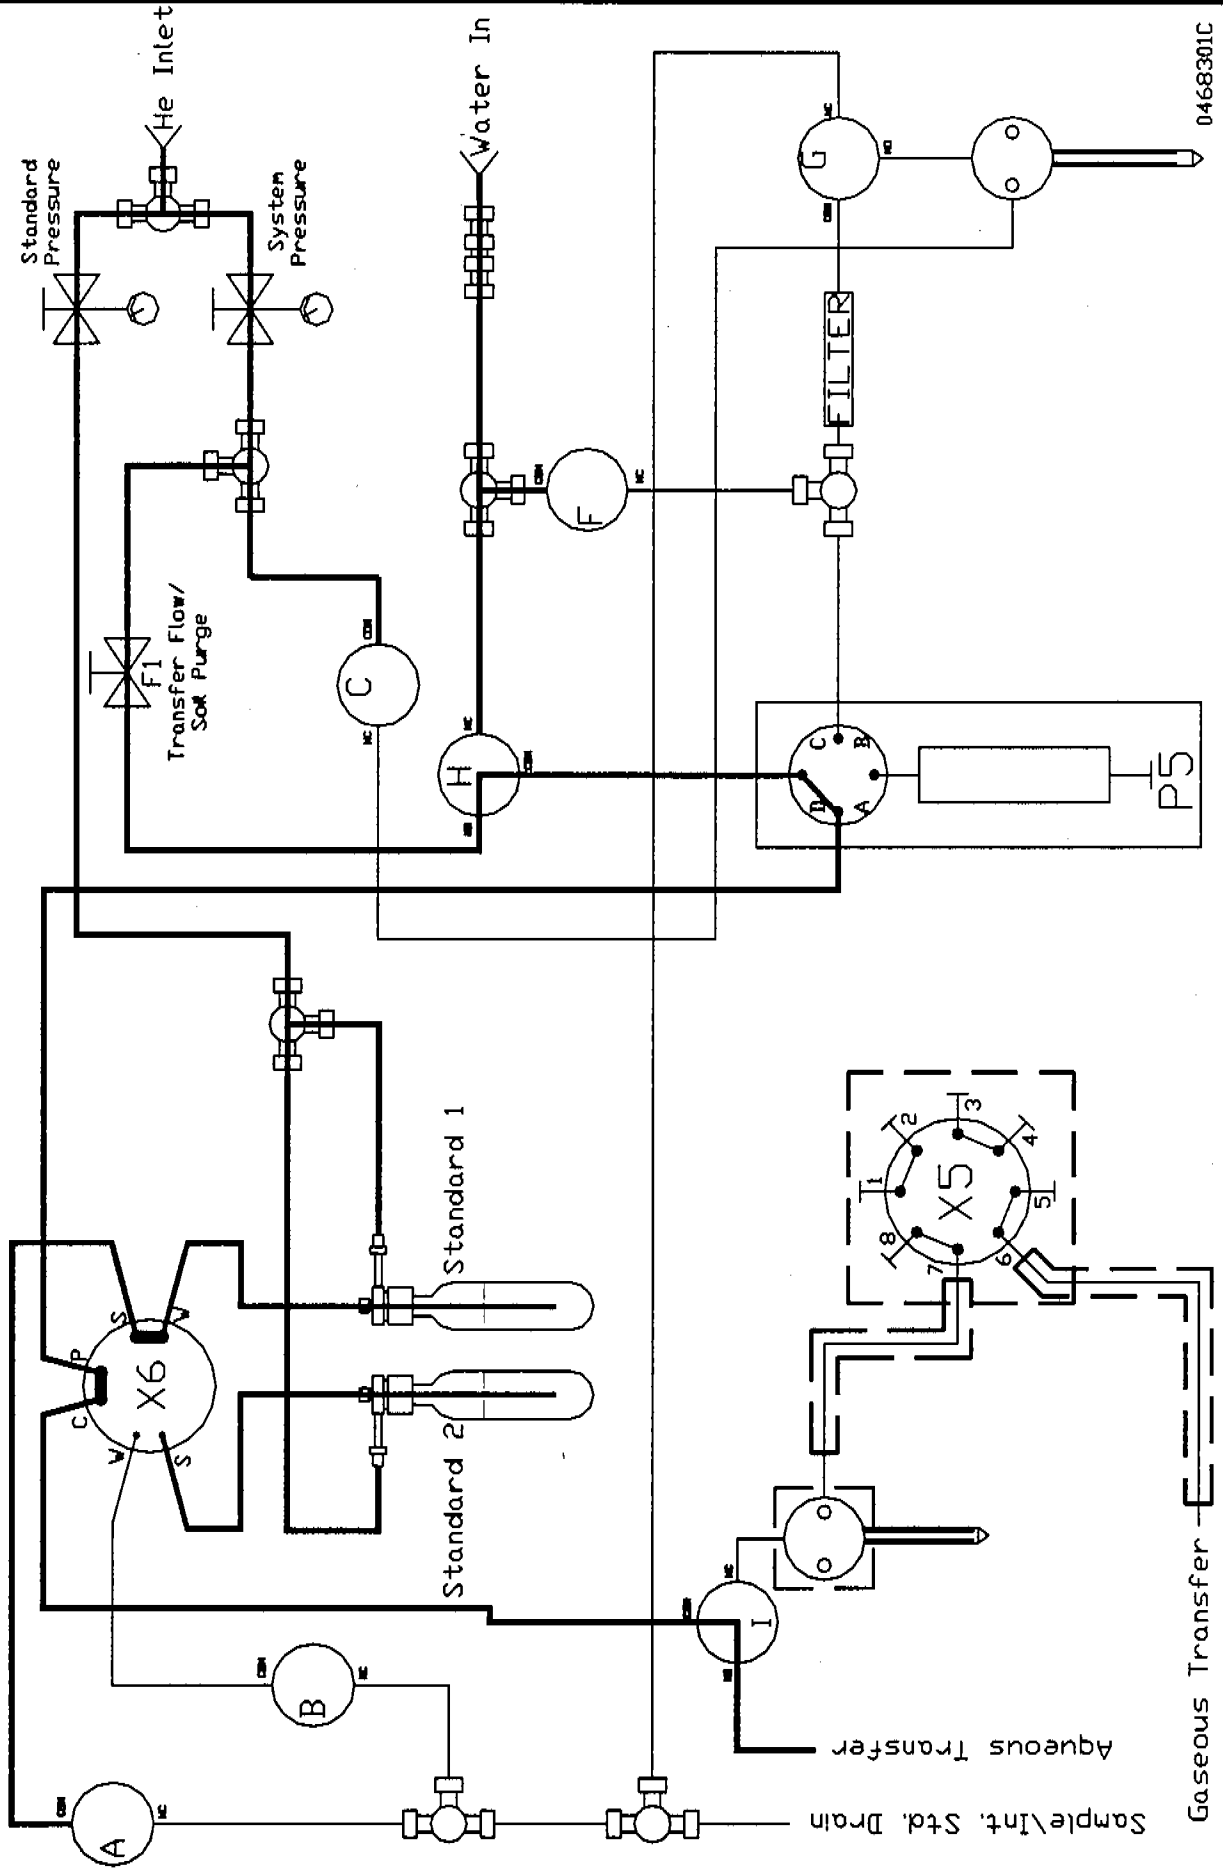 Standard
Pressure
He Inlet
System
Pressure
Water In
F1
Transfer Flow/
Soil Purge
C
COM
NC
H
NC
COM
NO
F
COM
NC
G
NC
COM
NO
FILTER
C
B
D
A
P5
0468301C
X6
S
W
P
C
W
S
Standard 1
Standard 2
X5
1
2
3
4
5
6
7
8
B
COM
NC
A
COM
NC
I
COM
NC
NO
Aqueous Transfer
Sample/Int. Std. Drain
Gaseous Transfer